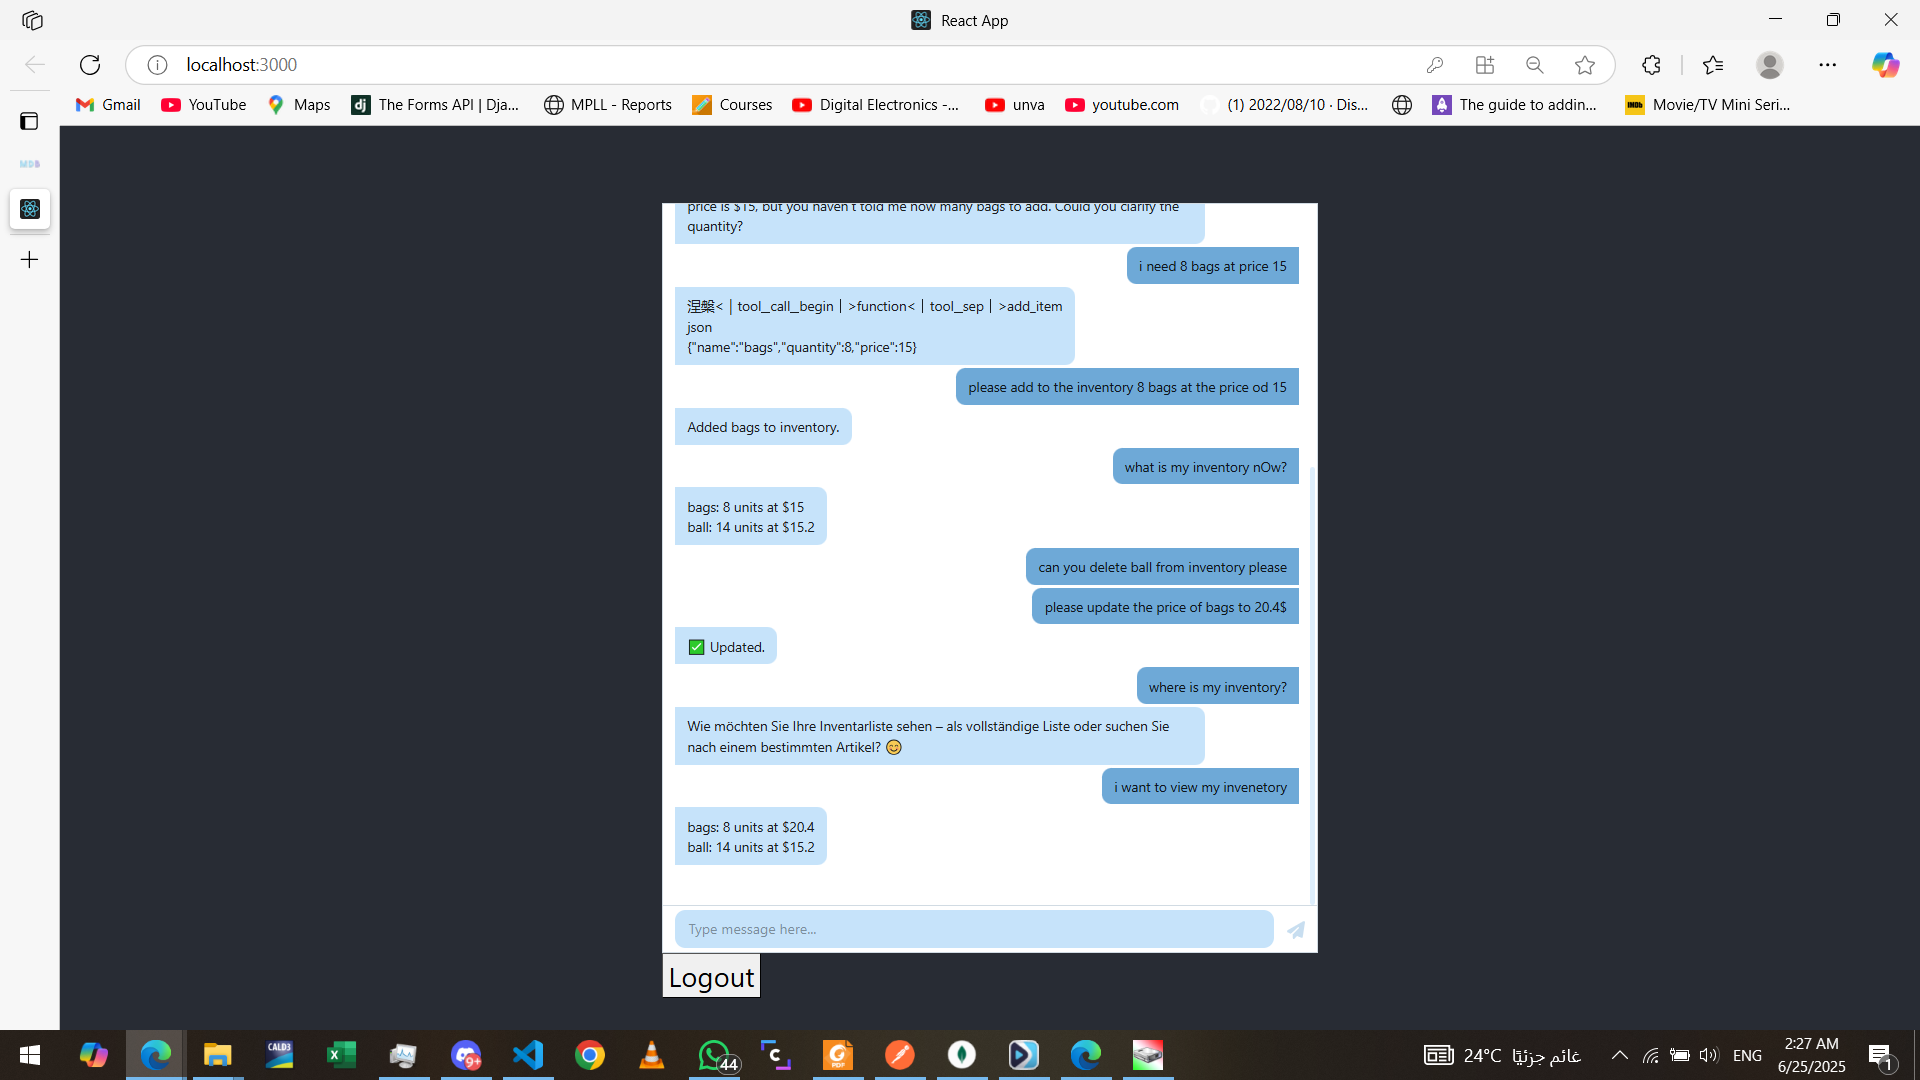 React App
localhost:3000
Gmail
YouTube
Maps
The Forms API | Dja...
MPLL - Reports
Courses
Digital Electronics -...
unva
youtube.com
(1) 2022/08/10 · Dis...
The guide to addin...
IMDb
Movie/TV Mini Seri...
MDB
price is $15, but you haven't told me how many bags to add. Could you clarify the
quantity?
i need 8 bags at price 15
涅槃<｜tool_call_begin｜>function<｜tool_sep｜>add_item
json
{"name":"bags","quantity":8,"price":15}
please add to the inventory 8 bags at the price od 15
Added bags to inventory.
what is my inventory nOw?
bags: 8 units at $15
ball: 14 units at $15.2
can you delete ball from inventory please
please update the price of bags to 20.4$
✅ Updated.
where is my inventory?
Wie möchten Sie Ihre Inventarliste sehen – als vollständige Liste oder suchen Sie
nach einem bestimmten Artikel? 😊
i want to view my invenetory
bags: 8 units at $20.4
ball: 14 units at $15.2
Type message here...
Logout
CALD3
9+
44
PDF
24°C غائم جزئيًا
ENG
2:27 AM
6/25/2025
1